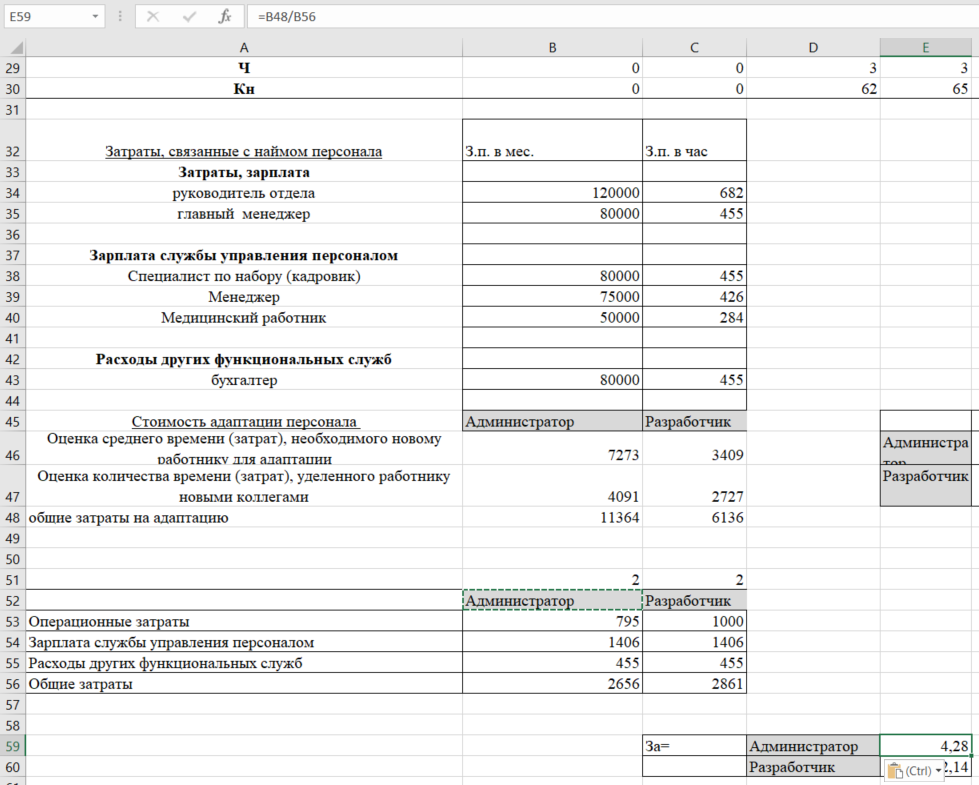 E59 fx =B48/B56
A B C D E
29 Ч 0 0 3 3
30 Кн 0 0 62 65
31
32 Затраты, связанные с наймом персонала З.п. в мес. З.п. в час
33 Затраты, зарплата
34 руководитель отдела 120000 682
35 главный менеджер 80000 455
36
37 Зарплата службы управления персоналом
38 Специалист по набору (кадровик) 80000 455
39 Менеджер 75000 426
40 Медицинский работник 50000 284
41
42 Расходы других функциональных служб
43 бухгалтер 80000 455
44
45 Стоимость адаптации персонала Администратор Разработчик
Оценка среднего времени (затрат), необходимого новому Администра
46 работнику для адаптации 7273 3409 тор
Оценка количества времени (затрат), уделенного работнику Разработчик
47 новыми коллегами 4091 2727
48 общие затраты на адаптацию 11364 6136
49
50
51 2 2
52 Администратор Разработчик
53 Операционные затраты 795 1000
54 Зарплата службы управления персоналом 1406 1406
55 Расходы других функциональных служб 455 455
56 Общие затраты 2656 2861
57
58
59 За= Администратор 4,28
60 Разработчик (Ctrl) 2,14